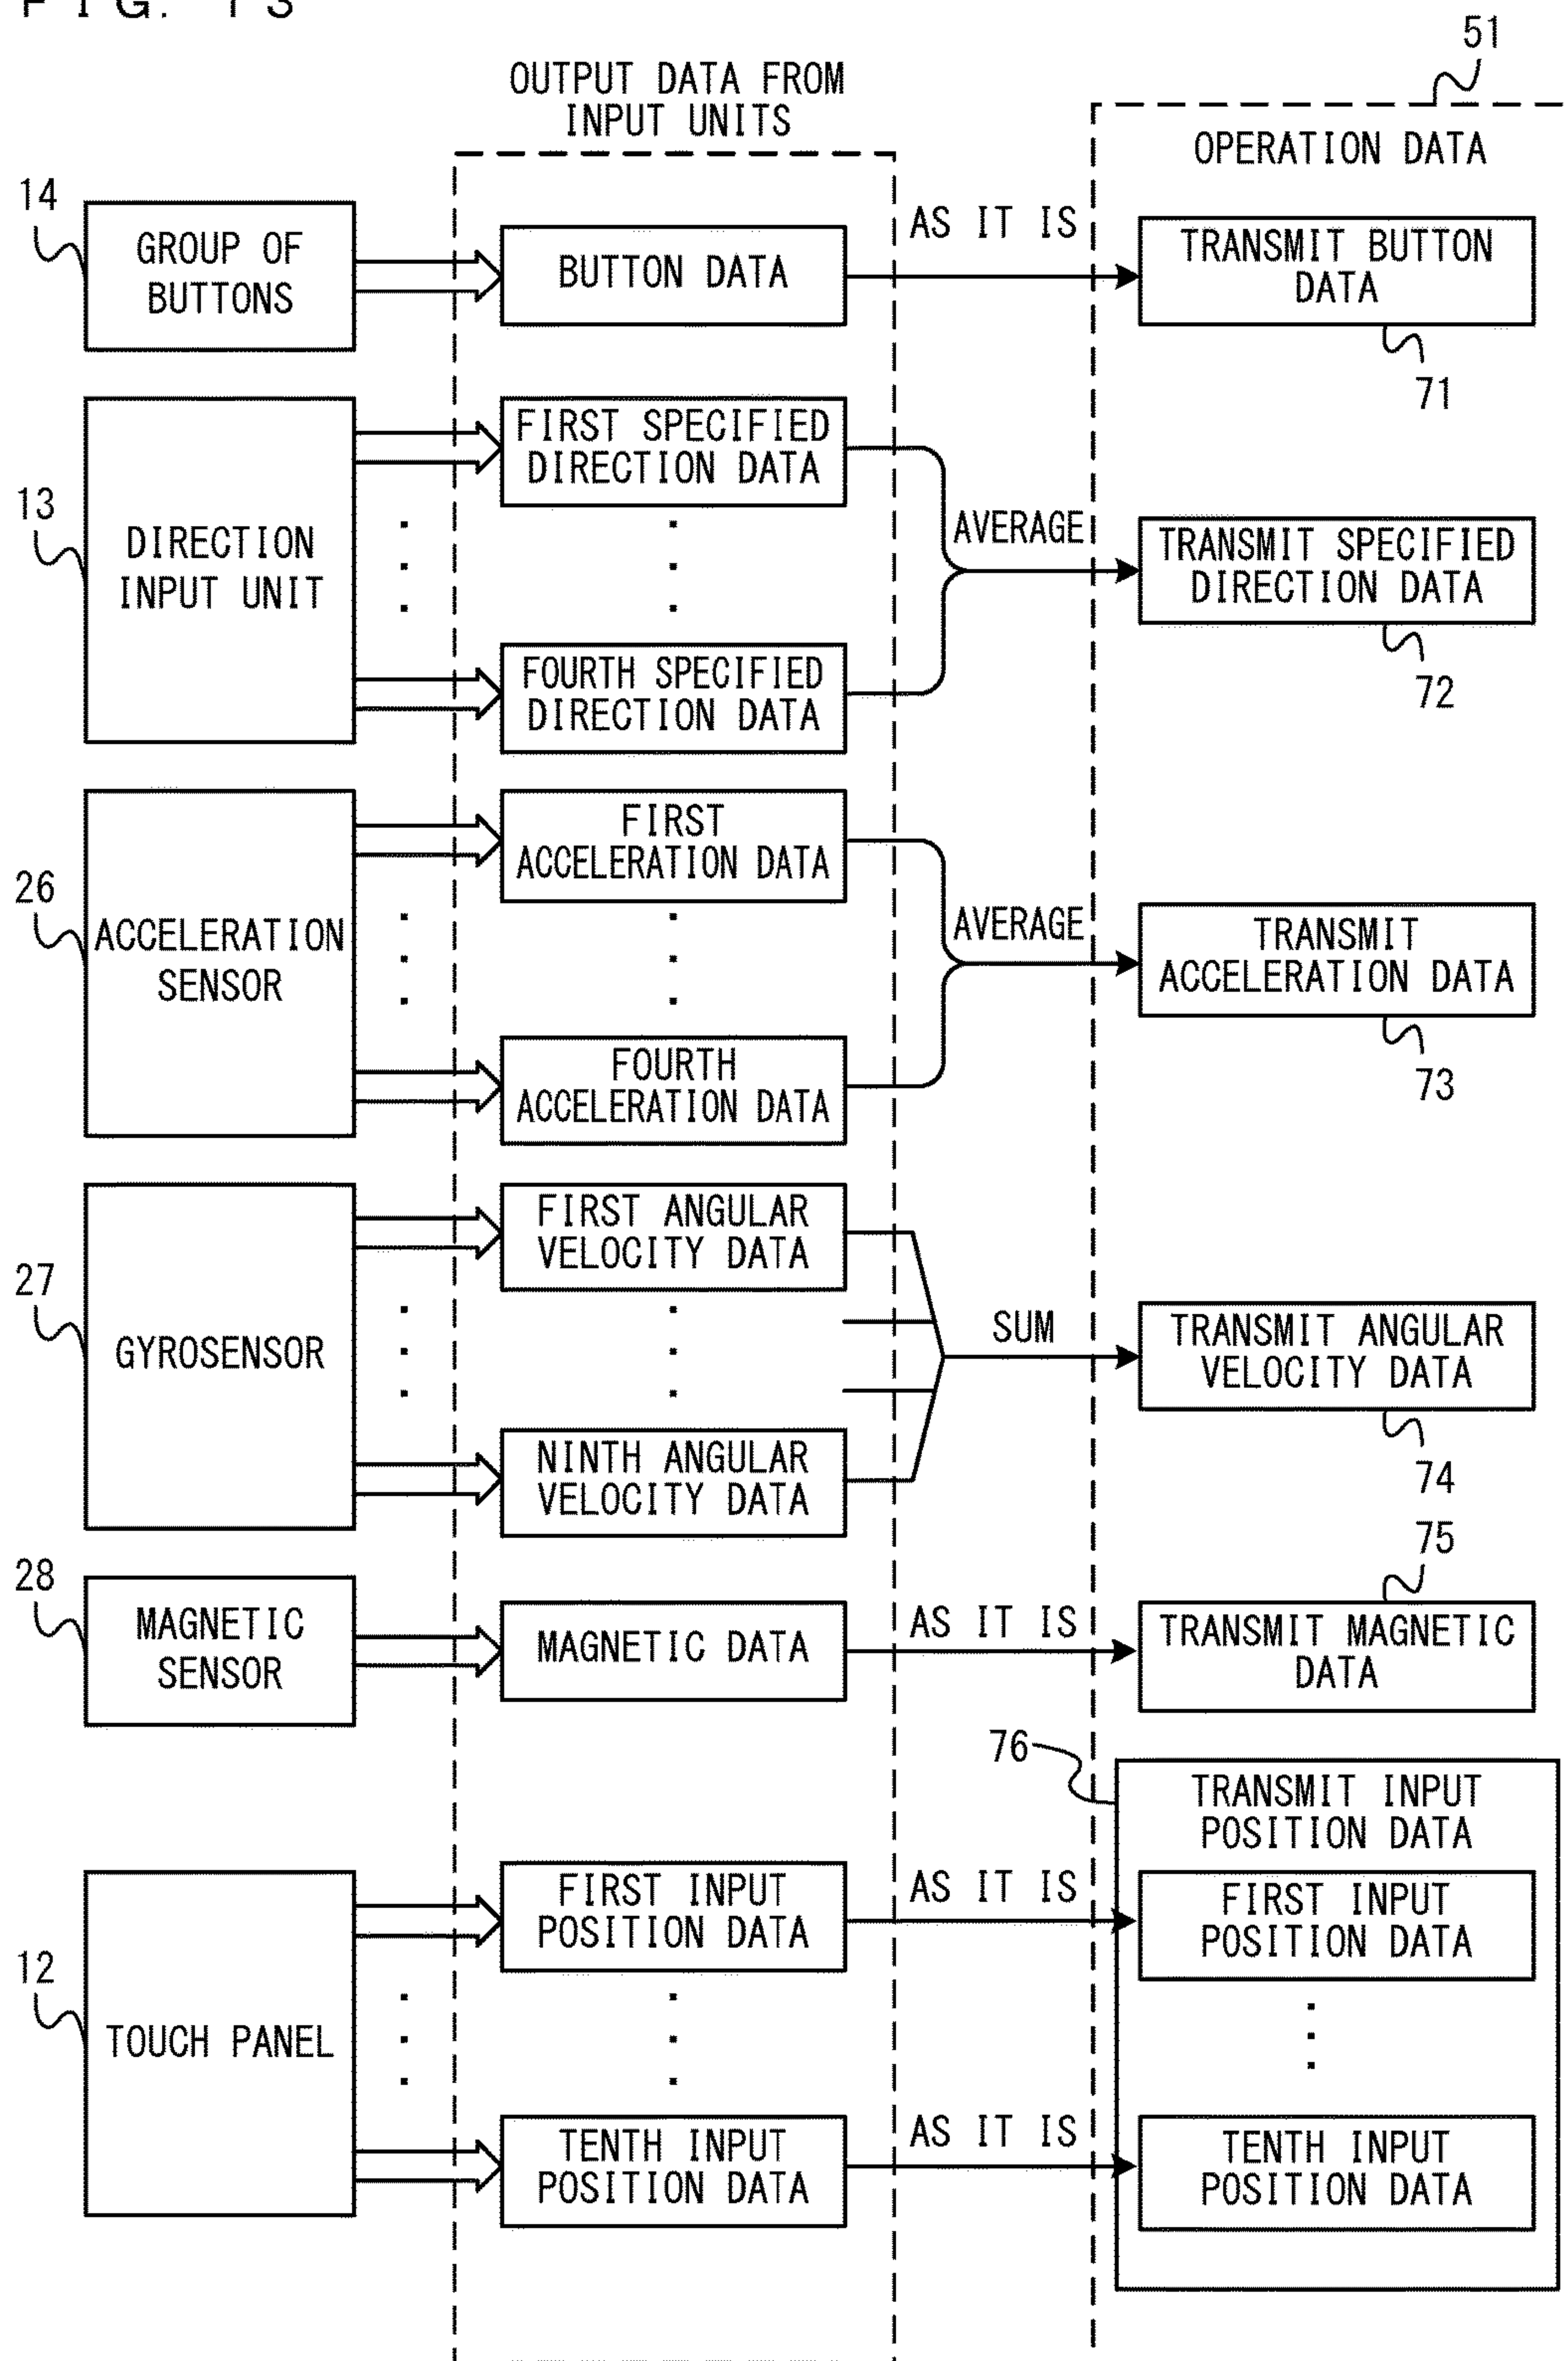 FIG. 13
51
OUTPUT DATA FROM
INPUT UNITS
OPERATION DATA
14
GROUP OF
BUTTONS
BUTTON DATA
AS IT IS
TRANSMIT BUTTON
DATA
71
13
DIRECTION
INPUT UNIT
FIRST SPECIFIED
DIRECTION DATA
FOURTH SPECIFIED
DIRECTION DATA
AVERAGE
TRANSMIT SPECIFIED
DIRECTION DATA
72
26
ACCELERATION
SENSOR
FIRST
ACCELERATION DATA
FOURTH
ACCELERATION DATA
AVERAGE
TRANSMIT
ACCELERATION DATA
73
27
GYROSENSOR
FIRST ANGULAR
VELOCITY DATA
NINTH ANGULAR
VELOCITY DATA
SUM
TRANSMIT ANGULAR
VELOCITY DATA
74
28
MAGNETIC
SENSOR
MAGNETIC DATA
AS IT IS
75
TRANSMIT MAGNETIC
DATA
76
TRANSMIT INPUT
POSITION DATA
12
TOUCH PANEL
FIRST INPUT
POSITION DATA
AS IT IS
FIRST INPUT
POSITION DATA
TENTH INPUT
POSITION DATA
AS IT IS
TENTH INPUT
POSITION DATA